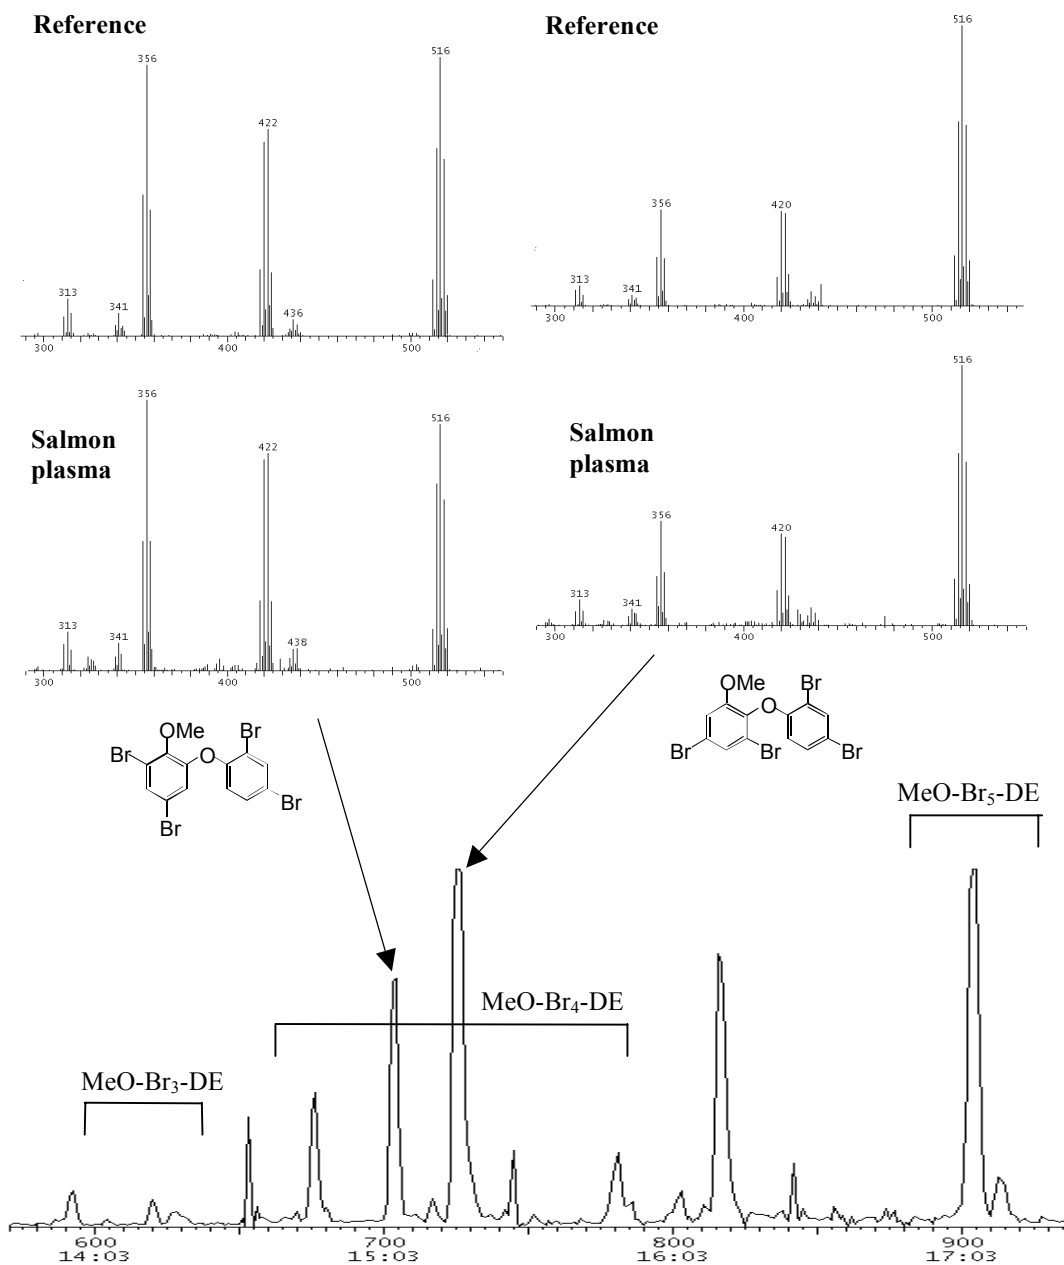 Reference
356
422
516
313
341
436
300
400
500
Reference
516
356
420
313
341
300
400
500
Salmon
plasma
356
422
516
313
341
438
300
400
500
Salmon
plasma
516
356
420
313
341
300
400
500
OMe
Br
O
Br
Br
Br
OMe
O
Br
Br
Br
Br
MeO-Br₅-DE
MeO-Br₄-DE
MeO-Br₃-DE
600
14:03
700
15:03
800
16:03
900
17:03